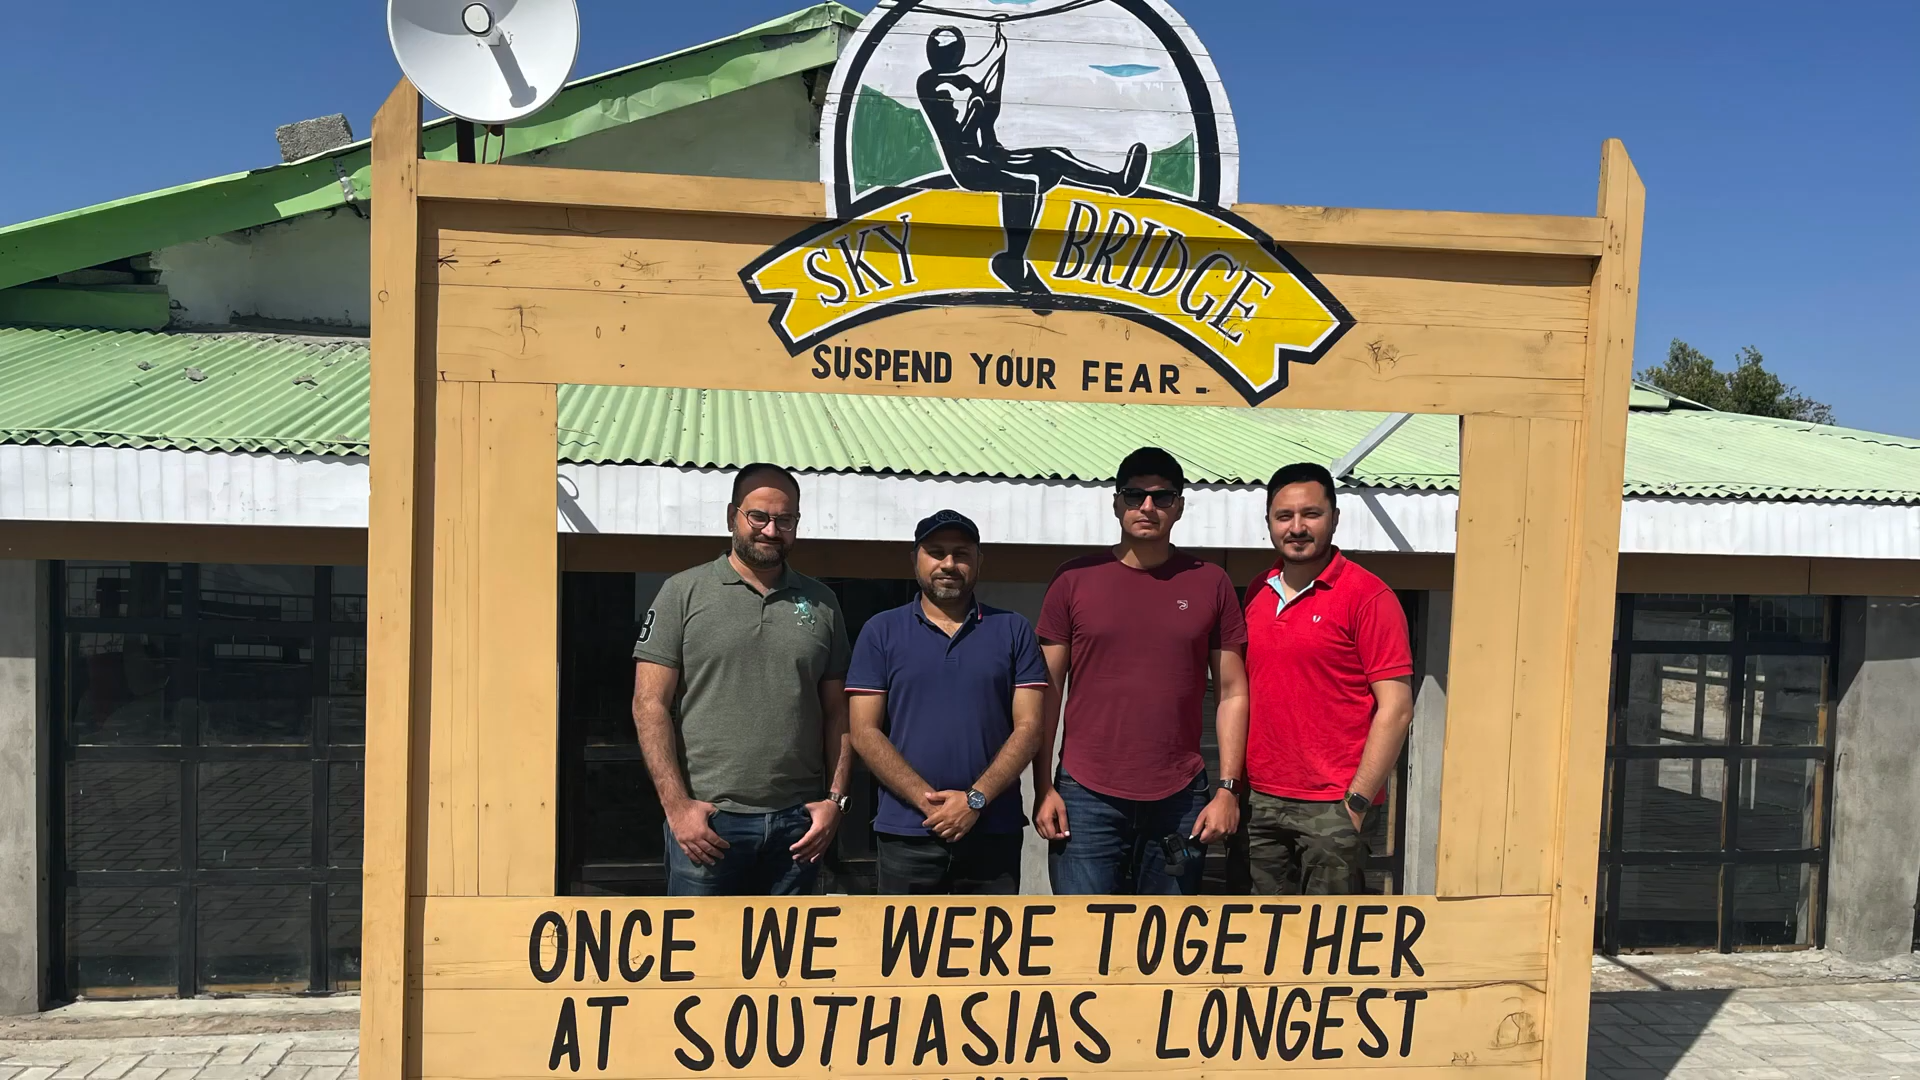 SKY BRIDGE
SUSPEND YOUR FEAR-
ONCE WE WERE TOGETHER
AT SOUTHASIAS LONGEST